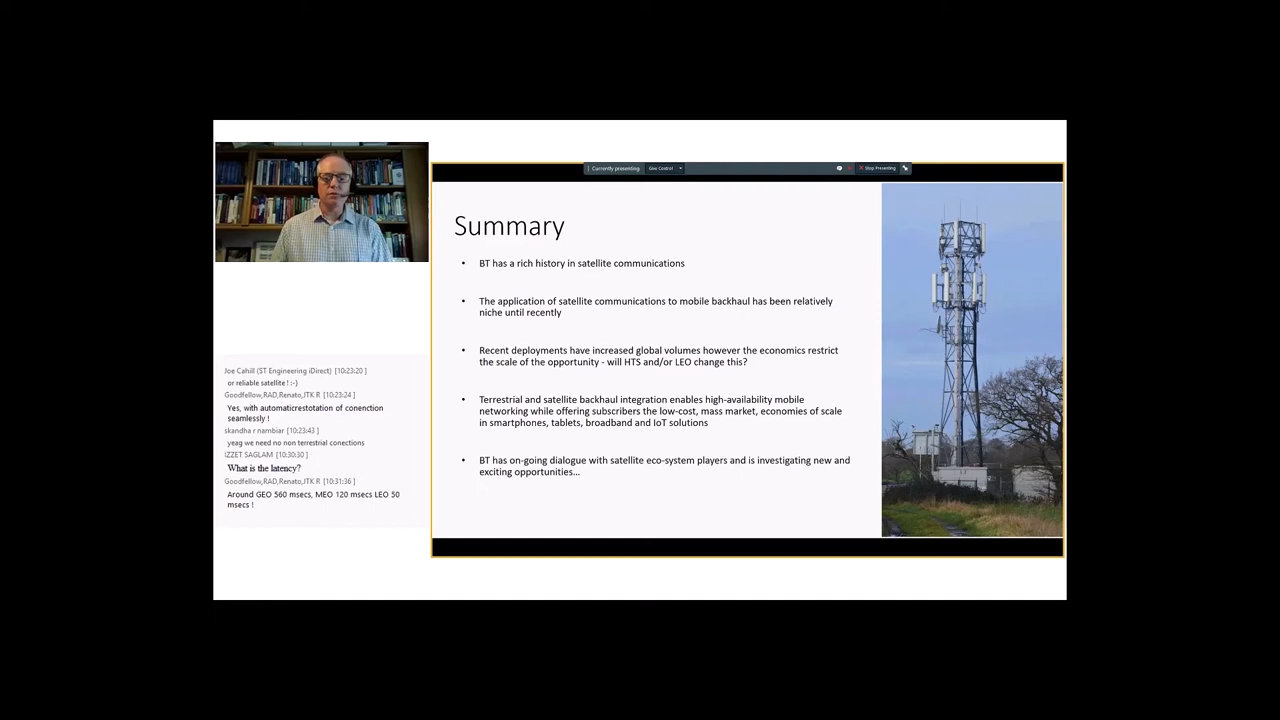 Currently presenting Give Control Stop Presenting
Summary
• BT has a rich history in satellite communications
• The application of satellite communications to mobile backhaul has been relatively
niche until recently
• Recent deployments have increased global volumes however the economics restrict
the scale of the opportunity - will HTS and/or LEO change this?
• Terrestrial and satellite backhaul integration enables high-availability mobile
networking while offering subscribers the low-cost, mass market, economies of scale
in smartphones, tablets, broadband and IoT solutions
• BT has on-going dialogue with satellite eco-system players and is investigating new and
exciting opportunities…
Joe Cahill (ST Engineering iDirect) [10:23:20 ]
or reliable satellite ! :-)
Goodfellow,RAD,Renato,JTK R [10:23:24 ]
Yes, with automaticrestotation of conenction
seamlessly !
skandha r nambiar [10:23:43 ]
yeag we need no non terrestrial conections
IZZET SAGLAM [10:30:30 ]
What is the latency?
Goodfellow,RAD,Renato,JTK R [10:31:36 ]
Around GEO 560 msecs, MEO 120 msecs LEO 50
msecs !